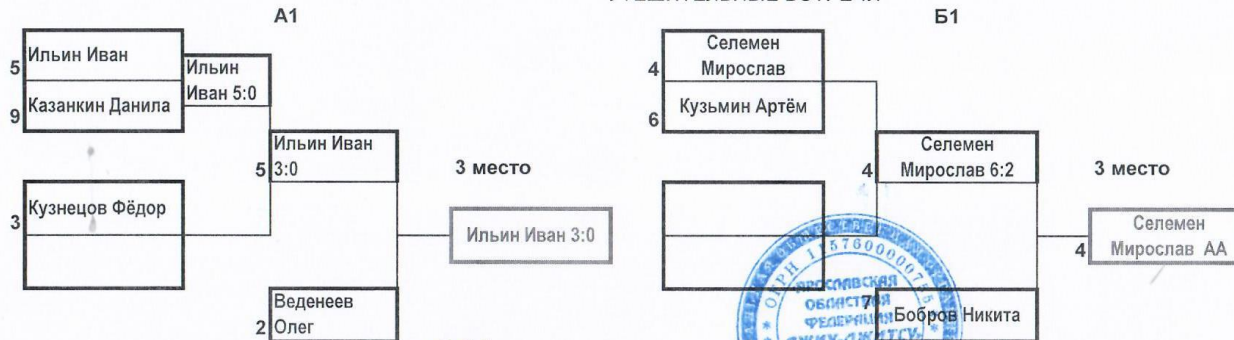 А1
Б1
5
Ильин Иван
9
Казанкин Данила
Ильин
Иван 5:0
3
Кузнецов Фёдор
5
Ильин Иван
3:0
2
Веденеев
Олег
3 место
Ильин Иван 3:0
4
Селемен
Мирослав
6
Кузьмин Артём
4
Селемен
Мирослав 6:2
7
Бобров Никита
3 место
4
Селемен
Мирослав АА
ОГРН 1157600000755
ЯРОСЛАВСКАЯ
ОБЛАСТНАЯ
ФЕДЕРАЦИЯ